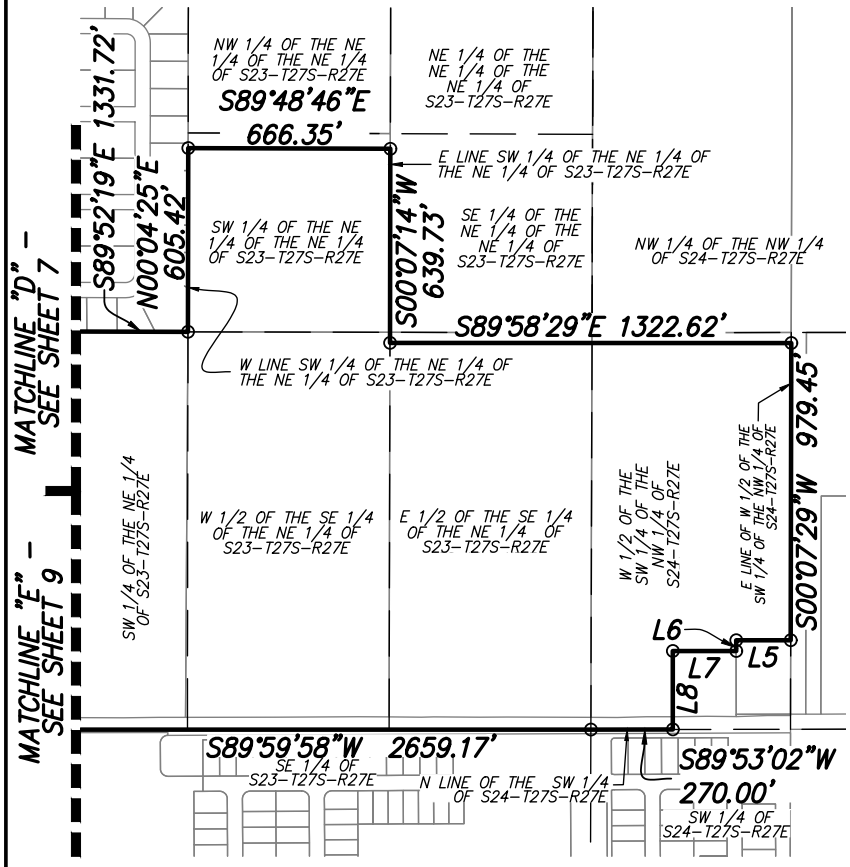 NW 1/4 OF THE NE
1/4 OF THE NE 1/4
OF S23-T27S-R27E
S89°48'46"E
666.35'
NE 1/4 OF THE
NE 1/4 OF THE
NE 1/4 OF
S23-T27S-R27E
E LINE SW 1/4 OF THE NE 1/4 OF
THE NE 1/4 OF S23-T27S-R27E
S89°52'19"E 1331.72'
N00°04'25"E
605.42'
SW 1/4 OF THE NE
1/4 OF THE NE 1/4
OF S23-T27S-R27E
S00°07'14"W
639.73'
SE 1/4 OF THE
NE 1/4 OF THE
NE 1/4 OF
S23-T27S-R27E
NW 1/4 OF THE NW 1/4
OF S24-T27S-R27E
MATCHLINE "D" -
SEE SHEET 7
S89°58'29"E 1322.62'
W LINE SW 1/4 OF THE NE 1/4 OF
THE NE 1/4 OF S23-T27S-R27E
S00°07'29"W 979.45'
E LINE OF W 1/2 OF THE
SW 1/4 OF THE NW 1/4 OF
S24-T27S-R27E
SW 1/4 OF THE NE 1/4
OF S23-T27S-R27E
W 1/2 OF THE SE 1/4
OF THE NE 1/4 OF
S23-T27S-R27E
E 1/2 OF THE SE 1/4
OF THE NE 1/4 OF
S23-T27S-R27E
W 1/2 OF THE
SW 1/4 OF THE
NW 1/4 OF
S24-T27S-R27E
MATCHLINE "E" -
SEE SHEET 9
L6
L7
L5
L8
S89°59'58"W 2659.17'
SE 1/4 OF
S23-T27S-R27E
N LINE OF THE SW 1/4
OF S24-T27S-R27E
S89°53'02"W
270.00'
SW 1/4 OF
S24-T27S-R27E